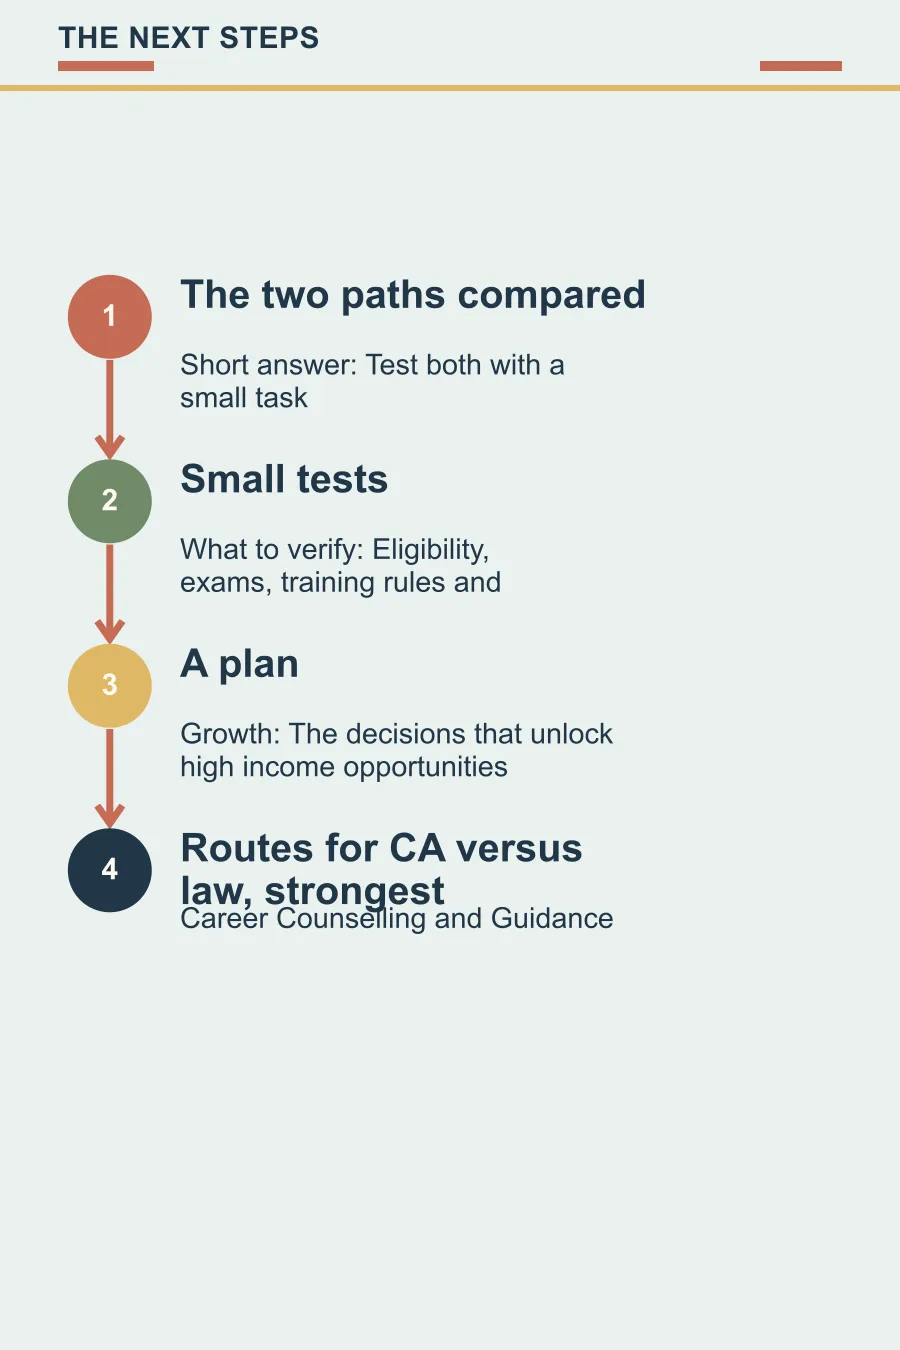 THE NEXT STEPS
1
The two paths compared
Short answer: Test both with a
small task
2
Small tests
What to verify: Eligibility,
exams, training rules and
3
A plan
Growth: The decisions that unlock
high income opportunities
4
Routes for CA versus
law, strongest
Career Counselling and Guidance